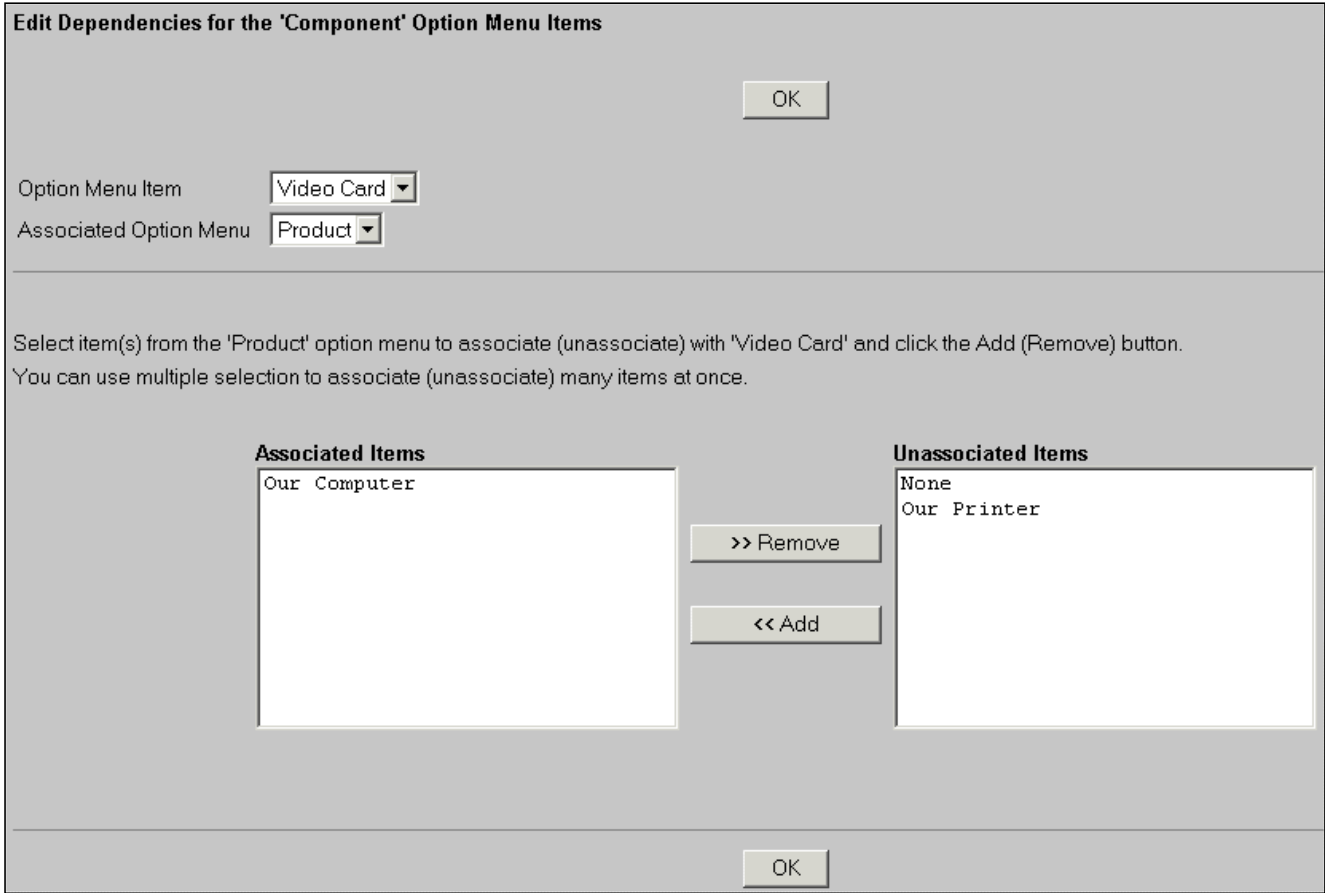 Edit Dependencies for the 'Component' Option Menu Items
OK
Option Menu Item Video Card
Associated Option Menu Product
Select item(s) from the 'Product' option menu to associate (unassociate) with 'Video Card' and click the Add (Remove) button.
You can use multiple selection to associate (unassociate) many items at once.
Associated Items Unassociated Items
Our Computer None
Our Printer
>> Remove
<< Add
OK